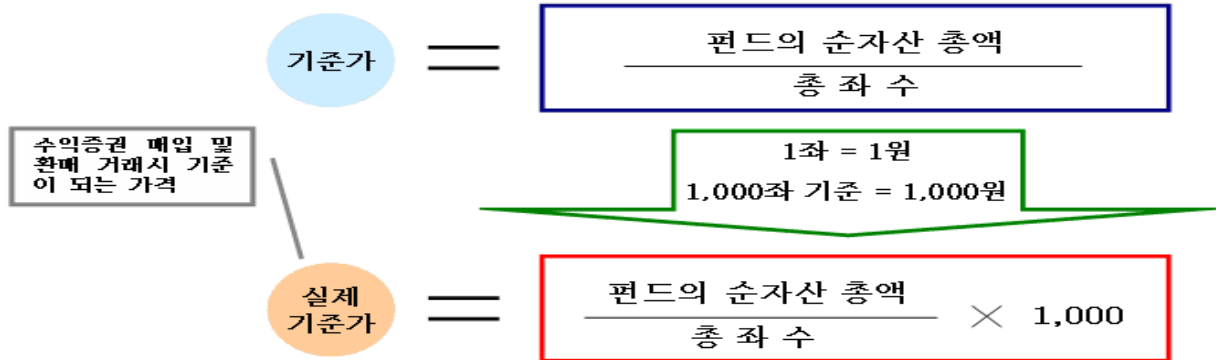 기준가
펀드의 순자산 총액
총 좌 수
수익증권 매입 및
환매 거래시 기준
이 되는 가격
1좌 = 1원
1,000좌 기준 = 1,000원
실제
기준가
펀드의 순자산 총액
총 좌 수
× 1,000